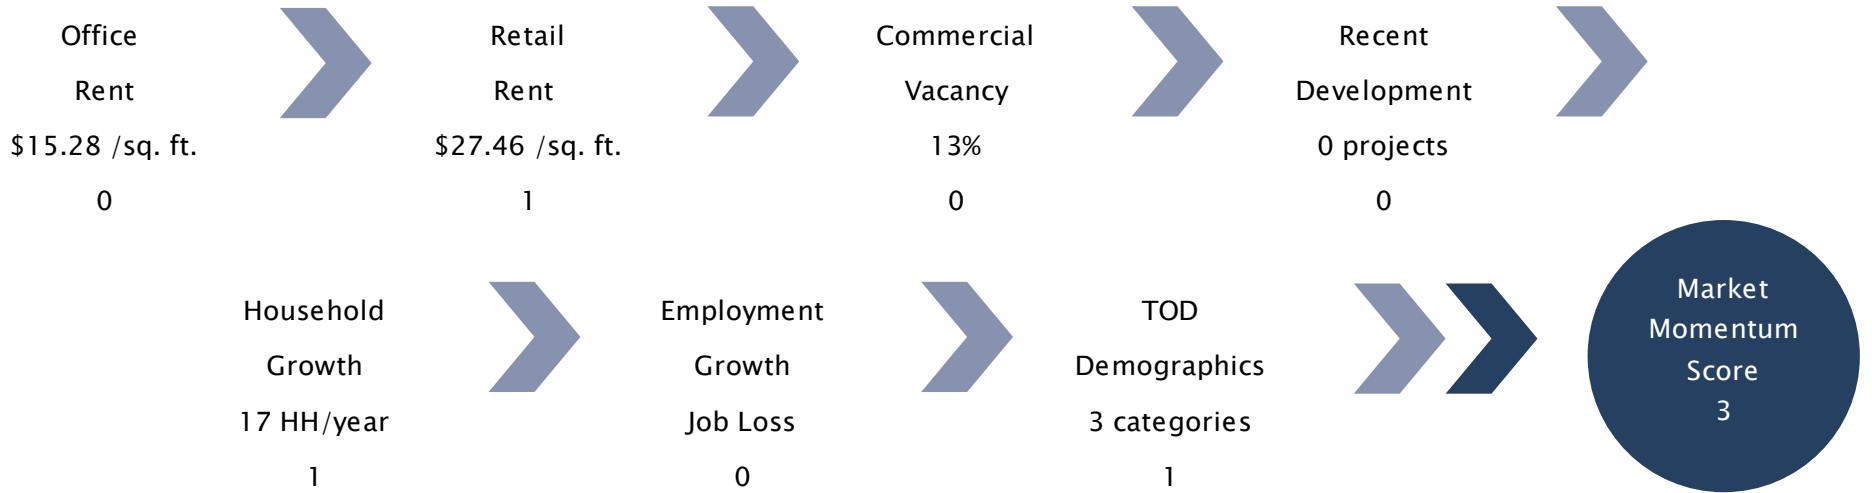 Office
Rent
$15.28 /sq. ft.
0
Retail
Rent
$27.46 /sq. ft.
1
Commercial
Vacancy
13%
0
Recent
Development
0 projects
0
Household
Growth
17 HH/year
1
Employment
Growth
Job Loss
0
TOD
Demographics
3 categories
1
Market
Momentum
Score
3